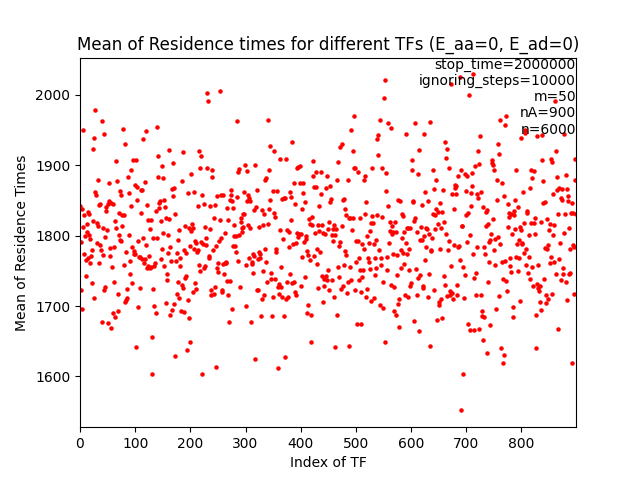 Mean of Residence times for different TFs (E_aa=0, E_ad=0)
stop_time=2000000
ignoring_steps=10000
m=50
nA=900
n=6000
Mean of Residence Times
2000
1900
1800
1700
1600
0 100 200 300 400 500 600 700 800
Index of TF